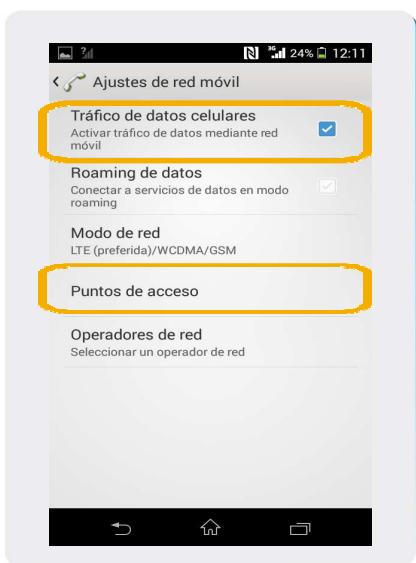 3G 24% 12:11
Ajustes de red móvil
Tráfico de datos celulares
Activar tráfico de datos mediante red
móvil
Roaming de datos
Conectar a servicios de datos en modo
roaming
Modo de red
LTE (preferida)/WCDMA/GSM
Puntos de acceso
Operadores de red
Seleccionar un operador de red